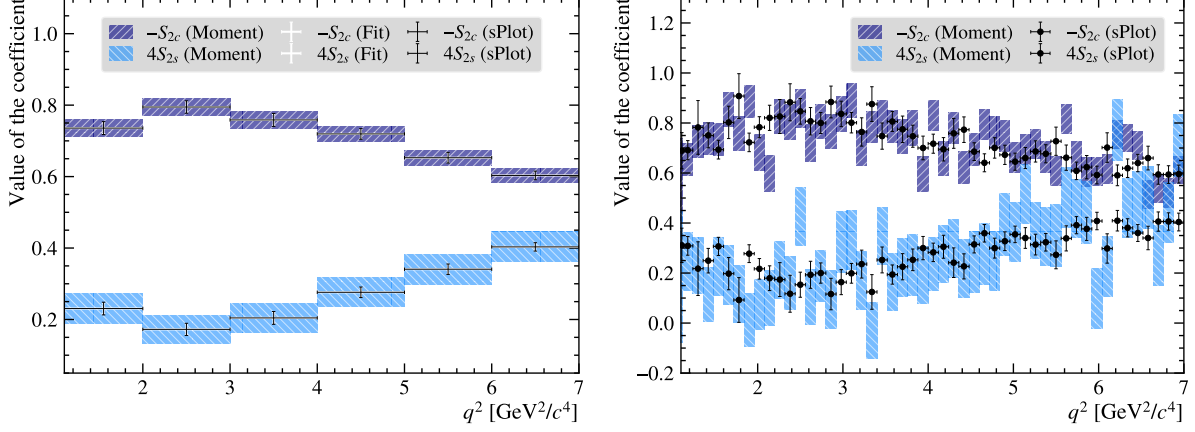 −S2c (Moment) −S2c (Fit) −S2c (sPlot)
4S2s (Moment) 4S2s (Fit) 4S2s (sPlot)
Value of the coefficient
1.0
0.8
0.6
0.4
0.2
2 3 4 5 6 7
q² [GeV²/c⁴]
−S2c (Moment) −S2c (sPlot)
4S2s (Moment) 4S2s (sPlot)
Value of the coefficient
1.2
1.0
0.8
0.6
0.4
0.2
0.0
−0.2
2 3 4 5 6 7
q² [GeV²/c⁴]